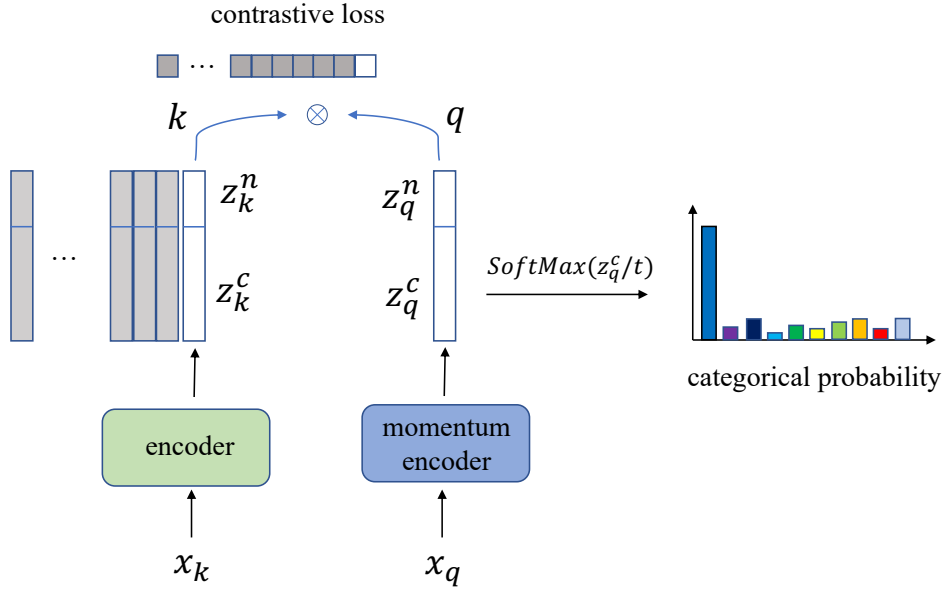 contrastive loss
...
k
q
z_k^n
z_q^n
...
z_k^c
z_q^c
SoftMax(z_q^c/t)
categorical probability
encoder
momentum
encoder
x_k
x_q